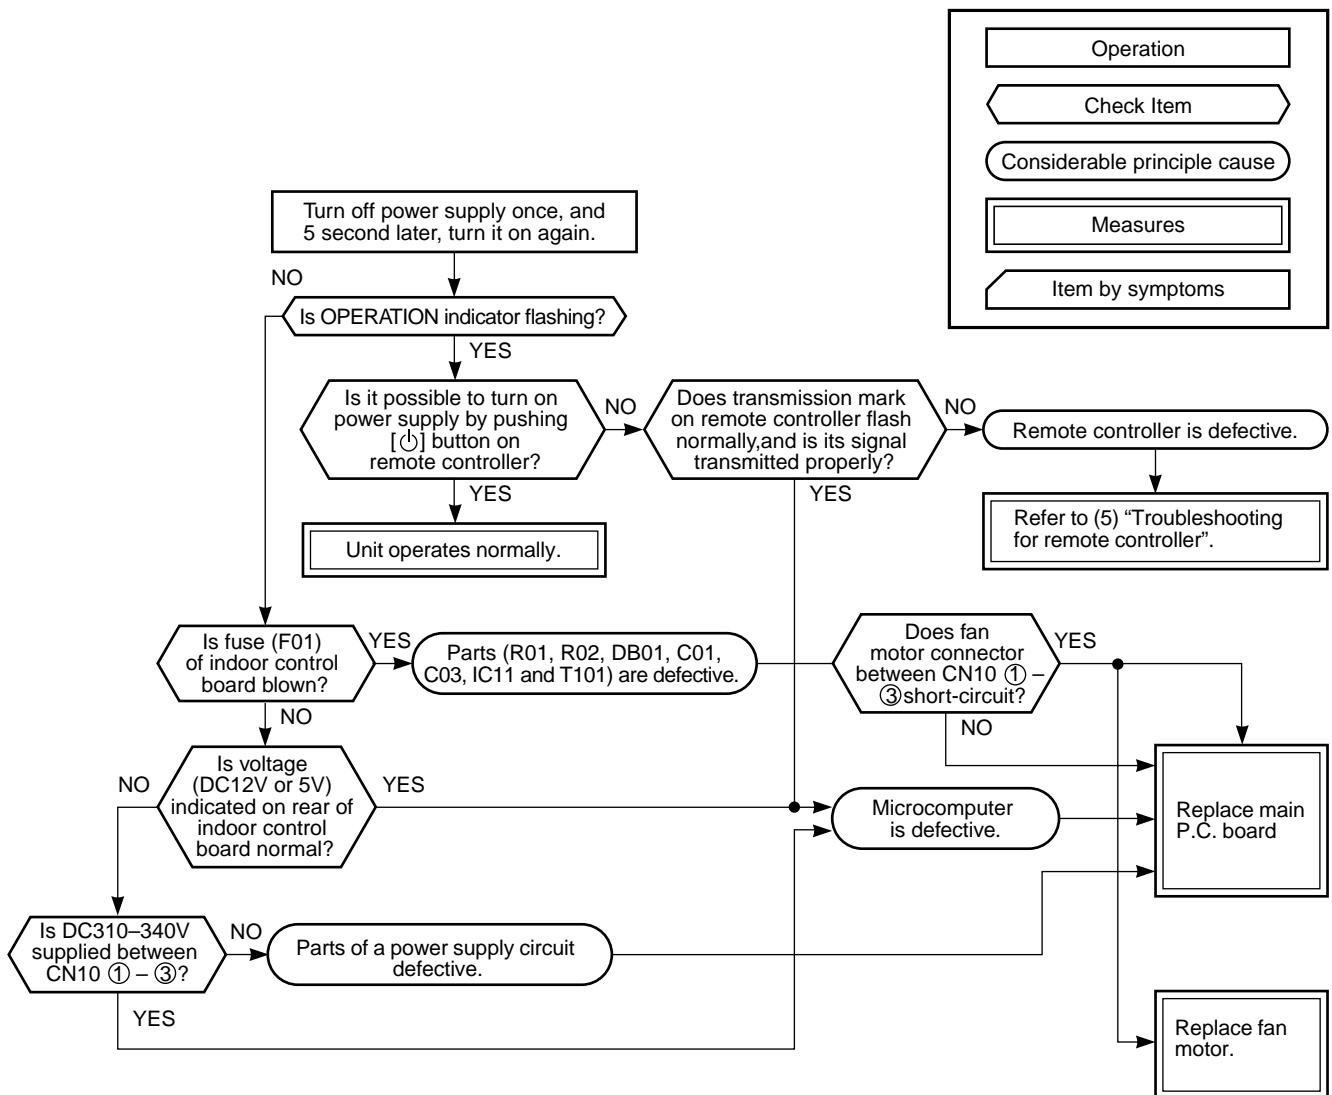 Operation
Check Item
Considerable principle cause
Measures
Item by symptoms
Turn off power supply once, and
5 second later, turn it on again.
NO
Is OPERATION indicator flashing?
YES
Is it possible to turn on
power supply by pushing
[⏻] button on
remote controller?
NO
Does transmission mark
on remote controller flash
normally,and is its signal
transmitted properly?
NO
Remote controller is defective.
YES
YES
Unit operates normally.
Refer to (5) “Troubleshooting
for remote controller”.
Is fuse (F01)
of indoor control
board blown?
YES
Parts (R01, R02, DB01, C01,
C03, IC11 and T101) are defective.
Does fan
motor connector
between CN10 ① –
③short-circuit?
YES
NO
NO
Is voltage
(DC12V or 5V)
indicated on rear of
indoor control
board normal?
NO
YES
Microcomputer
is defective.
Replace main
P.C. board
Is DC310–340V
supplied between
CN10 ① – ③?
NO
Parts of a power supply circuit
defective.
YES
Replace fan
motor.